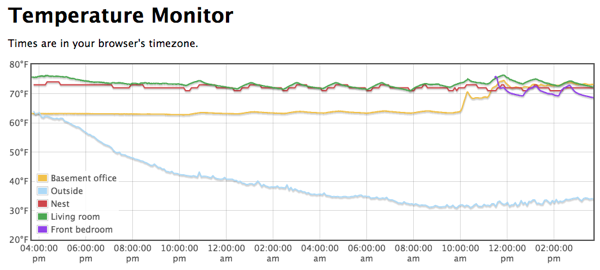 Temperature Monitor
Times are in your browser's timezone.
80°F
70°F
60°F
50°F
40°F
30°F
20°F
Basement office
Outside
Nest
Living room
Front bedroom
04:00:00 06:00:00 08:00:00 10:00:00 12:00:00 02:00:00 04:00:00 06:00:00 08:00:00 10:00:00 12:00:00 02:00:00
pm pm pm pm am am am am am am pm pm